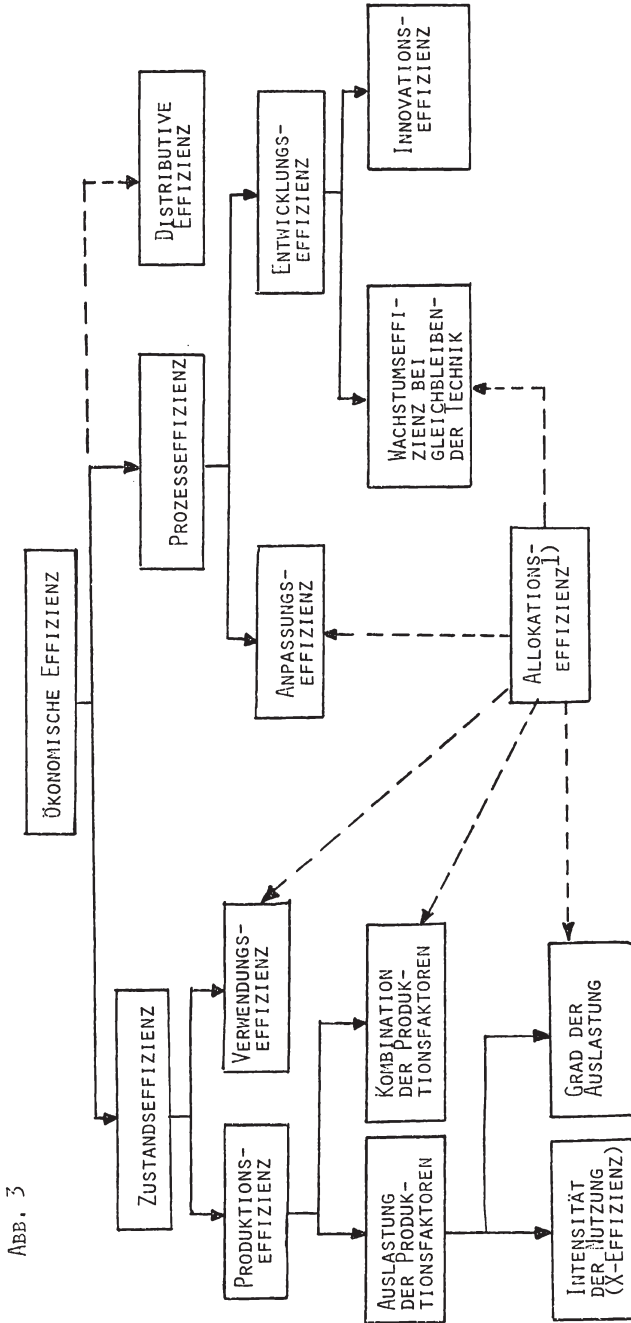 ABB. 3
ÖKONOMISCHE EFFIZIENZ
ZUSTANDSEFFIZIENZ
PROZESSEFFIZIENZ
DISTRIBUTIVE
EFFIZIENZ
PRODUKTIONS-
EFFIZIENZ
VERWENDUNGS-
EFFIZIENZ
ANPASSUNGS-
EFFIZIENZ
ENTWICKLUNGS-
EFFIZIENZ
AUSLASTUNG
DER PRODUK-
TIONSFAKTOREN
KOMBINATION
DER PRODUK-
TIONSFAKTOREN
WACHSTUMSEFFI-
ZIENZ BEI
GLEICHBLEIBEN-
DER TECHNIK
INNOVATIONS-
EFFIZIENZ
INTENSITÄT
DER NUTZUNG
(X-EFFIZIENZ)
GRAD DER
AUSLASTUNG
ALLOKATIONS-
EFFIZIENZ1)